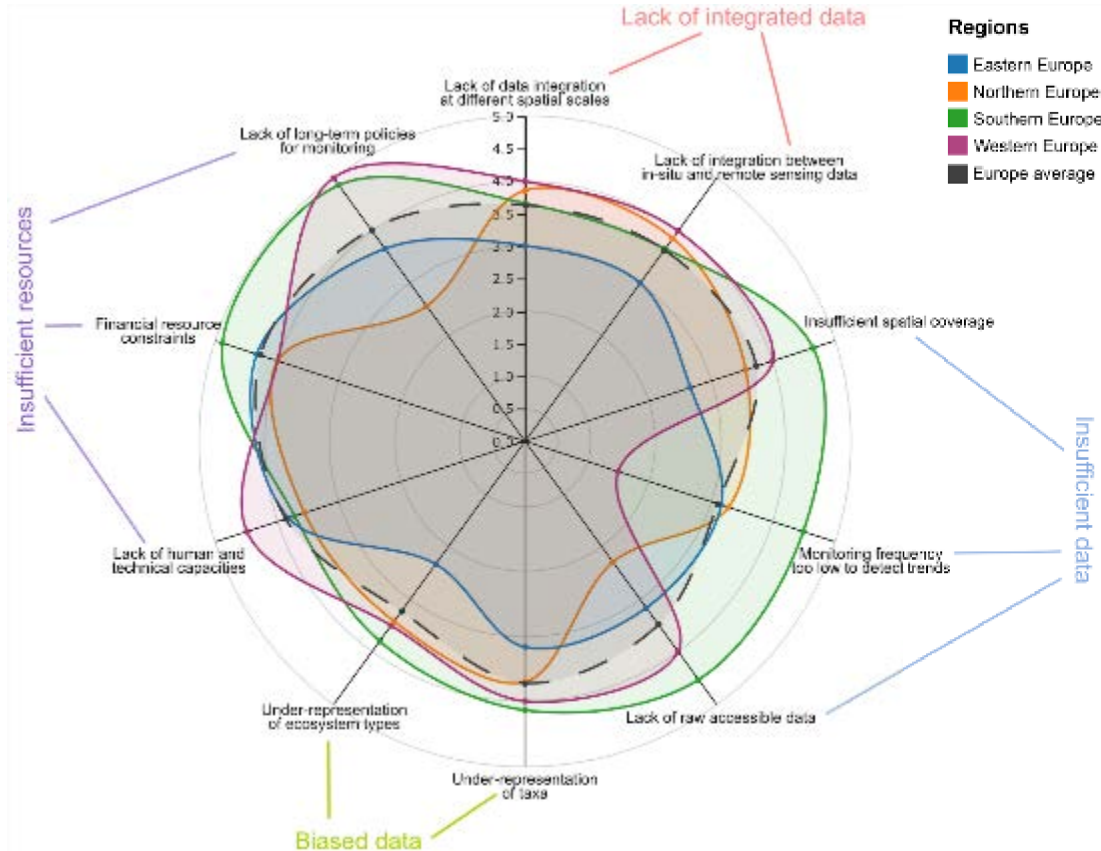 Lack of integrated data
Regions
Eastern Europe
Northern Europe
Southern Europe
Western Europe
Europe average
Lack of data integration
at different spatial scales
Lack of long-term policies
for monitoring
Lack of integration between
in-situ and remote sensing data
5.0
4.5
4.0
3.5
3.0
2.5
2.0
1.5
1.0
0.5
0.0
Insufficient resources
Financial resource
constraints
Insufficient spatial coverage
Insufficient data
Lack of human and
technical capacities
Monitoring frequency
too low to detect trends
Under-representation
of ecosystem types
Lack of raw accessible data
Under-representation
of taxa
Biased data